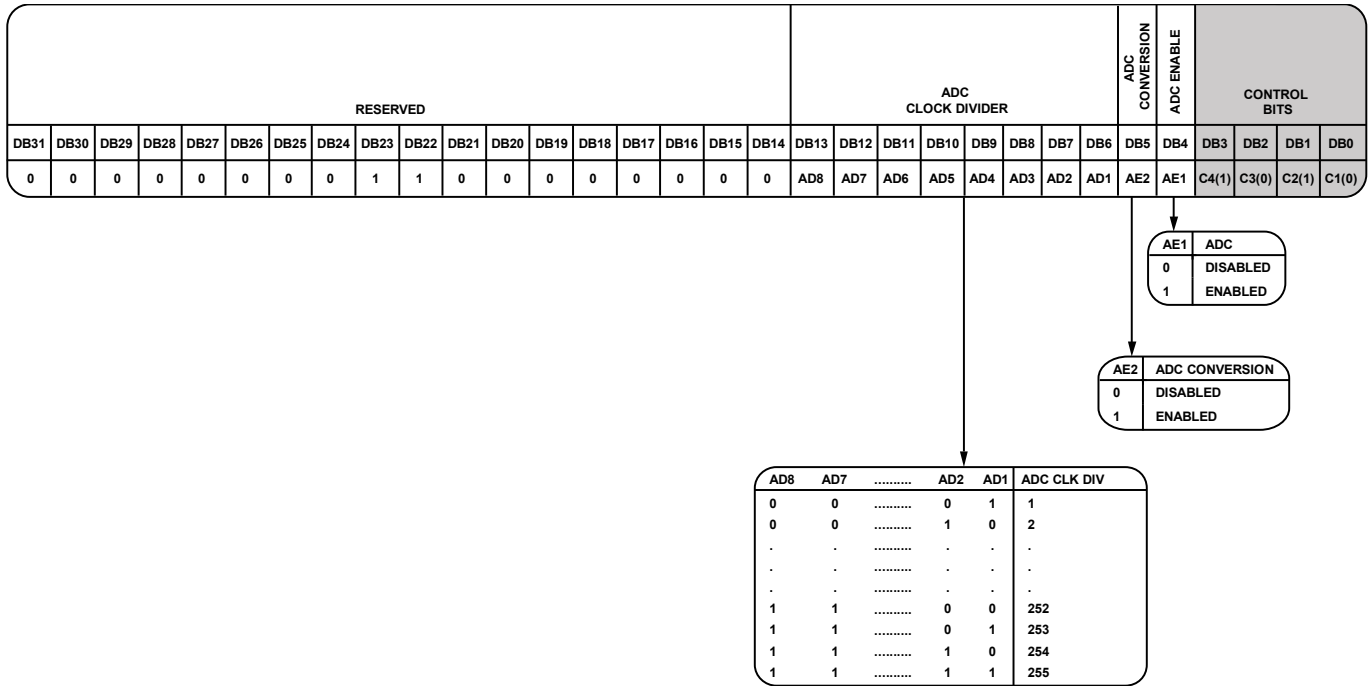 RESERVED
ADC
CLOCK DIVIDER
ADC
CONVERSION
ADC ENABLE
CONTROL
BITS
DB31 DB30 DB29 DB28 DB27 DB26 DB25 DB24 DB23 DB22 DB21 DB20 DB19 DB18 DB17 DB16 DB15 DB14 DB13 DB12 DB11 DB10 DB9 DB8 DB7 DB6 DB5 DB4 DB3 DB2 DB1 DB0
0 0 0 0 0 0 0 0 1 1 0 0 0 0 0 0 0 0 AD8 AD7 AD6 AD5 AD4 AD3 AD2 AD1 AE2 AE1 C4(1) C3(0) C2(1) C1(0)
AE1 ADC
0 DISABLED
1 ENABLED
AE2 ADC CONVERSION
0 DISABLED
1 ENABLED
AD8 AD7 .......... AD2 AD1 ADC CLK DIV
0 0 .......... 0 1 1
0 0 .......... 1 0 2
. . .......... . . .
. . .......... . . .
. . .......... . . .
1 1 .......... 0 0 252
1 1 .......... 0 1 253
1 1 .......... 1 0 254
1 1 .......... 1 1 255